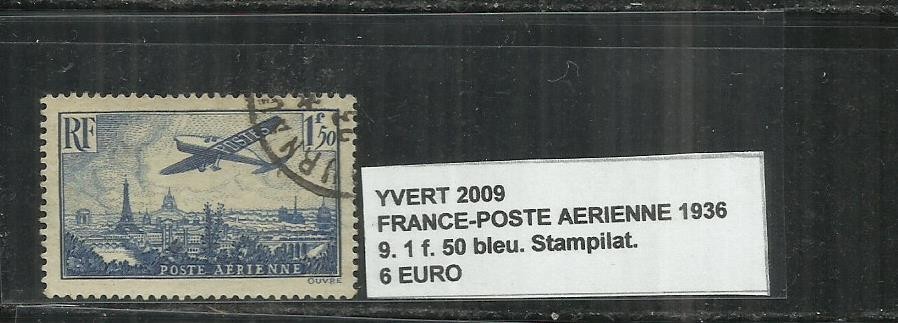 RF
1F50
POSTES
POSTE AÉRIENNE
OUVRÉ
YVERT 2009
FRANCE-POSTE AERIENNE 1936
9. 1 f. 50 bleu. Stampilat.
6 EURO